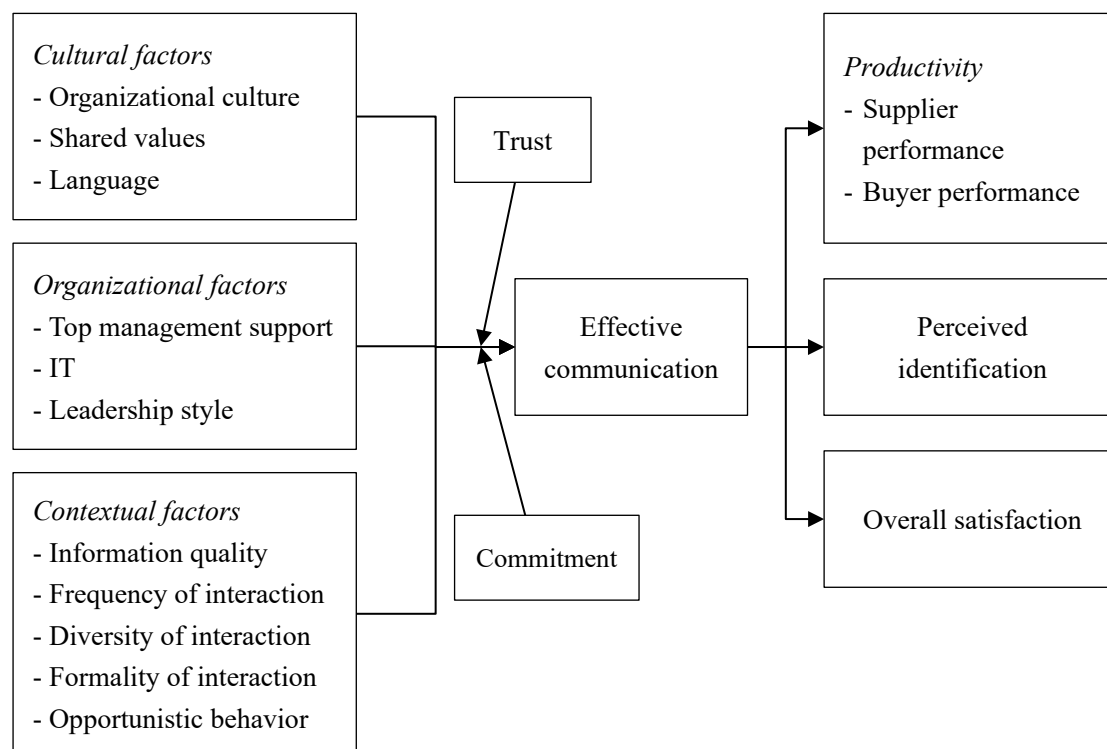 Cultural factors
- Organizational culture
- Shared values
- Language
Organizational factors
- Top management support
- IT
- Leadership style
Contextual factors
- Information quality
- Frequency of interaction
- Diversity of interaction
- Formality of interaction
- Opportunistic behavior
Trust
Commitment
Effective
communication
Productivity
- Supplier
performance
- Buyer performance
Perceived
identification
Overall satisfaction